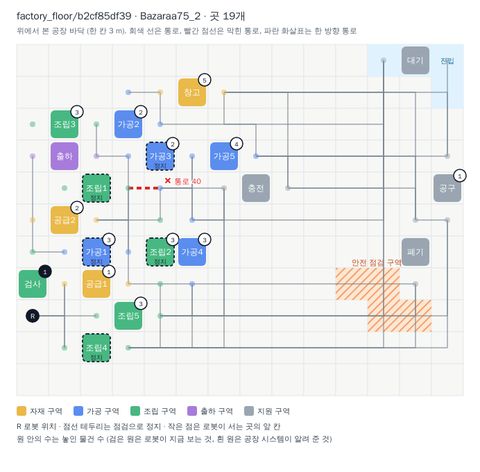 factory_floor/b2cf85df39 · Bazaraa75_2 · 곳 19개
위에서 본 공장 바닥 (한 칸 3 m). 회색 선은 통로, 빨간 점선은 막힌 통로, 파란 화살표는 한 방향 통로
대기
진입
창고 5
조립3 3
가공2 2
출하
가공3 2
정지
가공5 4
통로 40
조립1
정지
충전
공구 1
공급2 2
가공1 3
정지
조립2 3
정지
가공4 3
폐기
안전 점검 구역
검사 1
공급1 1
R
조립5 3
조립4
정지
자재 구역
가공 구역
조립 구역
출하 구역
지원 구역
R 로봇 위치 · 점선 테두리는 점검으로 정지 · 작은 점은 로봇이 서는 곳의 앞 칸
원 안의 수는 놓인 물건 수 (검은 원은 로봇이 지금 보는 것, 흰 원은 공장 시스템이 알려 준 것)